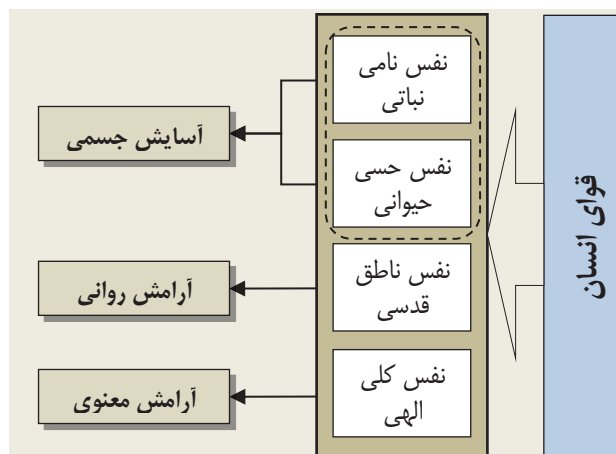 قوای انسان
نفس نامی
نباتی
نفس حسی
حیوانی
نفس ناطق
قدسی
نفس کلی
الهی
آسایش جسمی
آرامش روانی
آرامش معنوی